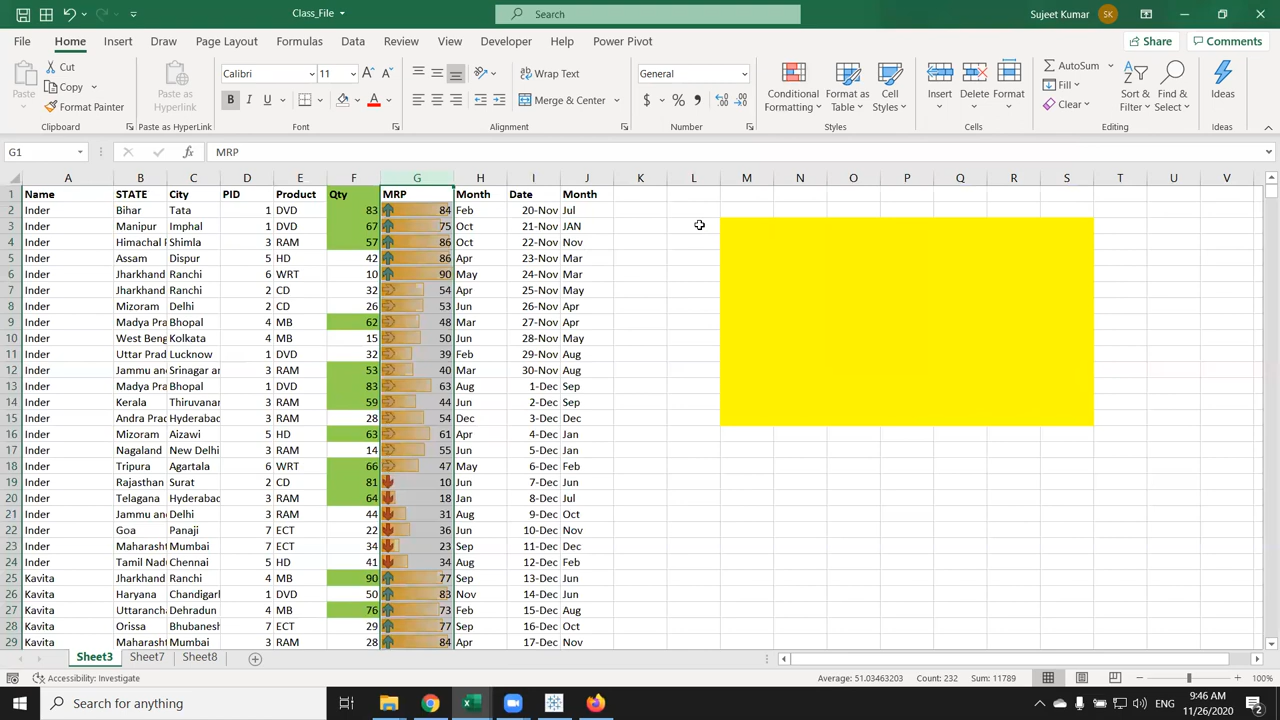 Class_File
Search
Sujeet Kumar
SK
File Home Insert Draw Page Layout Formulas Data Review View Developer Help Power Pivot
Share Comments
Paste
Cut
Copy
Format Painter
Clipboard
Paste as
Hyperlink
Paste as HyperLink
Calibri 11
B I U
Font
Wrap Text
Merge & Center
Alignment
General
$ % ,
Number
Conditional
Formatting
Format as
Table
Cell
Styles
Styles
Insert Delete Format
Cells
AutoSum
Fill
Clear
Sort &
Filter
Find &
Select
Editing
Ideas
Ideas
G1 fx MRP
A B C D E F G H I J K L M N O P Q R S T U V
1 Name STATE City PID Product Qty MRP Month Date Month
2 Inder Bihar Tata 1 DVD 83 84 Feb 20-Nov Jul
3 Inder Manipur Imphal 1 DVD 67 75 Oct 21-Nov JAN
4 Inder Himachal P Shimla 3 RAM 57 86 Oct 22-Nov Nov
5 Inder Assam Dispur 5 HD 42 86 Apr 23-Nov Mar
6 Inder Jharkhand Ranchi 6 WRT 10 90 May 24-Nov Mar
7 Inder Jharkhand Ranchi 2 CD 32 54 Apr 25-Nov May
8 Inder Mizoram Delhi 2 CD 26 53 Jun 26-Nov Apr
9 Inder Madya Pra Bhopal 4 MB 62 48 Mar 27-Nov Apr
10 Inder West Beng Kolkata 4 MB 15 50 Jun 28-Nov May
11 Inder Uttar Prad Lucknow 1 DVD 32 39 Feb 29-Nov Aug
12 Inder Jammu an Srinagar an 1 DVD 53 40 Mar 30-Nov Aug
13 Inder Madya Pra Bhopal 1 DVD 83 63 Aug 1-Dec Sep
14 Inder Kerala Thiruvanan 3 RAM 59 44 Jun 2-Dec Sep
15 Inder Andra Prad Hyderabad 3 RAM 28 54 Dec 3-Dec Dec
16 Inder Mizoram Aizawi 5 HD 63 61 Apr 4-Dec Jan
17 Inder Nagaland New Delhi 3 RAM 14 55 Jun 5-Dec Jan
18 Inder Tripura Agartala 6 WRT 66 47 May 6-Dec Feb
19 Inder Rajasthan Surat 2 CD 81 10 Jun 7-Dec Jun
20 Inder Telagana Hyderabad 3 RAM 64 18 Jan 8-Dec Jul
21 Inder Jammu an Delhi 3 RAM 44 31 Aug 9-Dec Oct
22 Inder Goa Panaji 7 ECT 22 36 Jun 10-Dec Nov
23 Inder Maharasht Mumbai 7 ECT 34 23 Sep 11-Dec Dec
24 Inder Tamil Nadu Chennai 5 HD 41 34 Aug 12-Dec Feb
25 Kavita Jharkhand Ranchi 4 MB 90 77 Sep 13-Dec Jun
26 Kavita Haryana Chandigarh 1 DVD 50 83 Nov 14-Dec Jun
27 Kavita Uttaranch Dehradun 4 MB 76 73 Feb 15-Dec Aug
28 Kavita Orissa Bhubanesh 7 ECT 29 77 Sep 16-Dec Dec
29 Kavita Maharasht Mumbai 3 RAM 28 84 Apr 17-Dec Nov
Sheet3 Sheet7 Sheet8
Accessibility: Investigate
Average: 51.03463203 Count: 232 Sum: 11789 100%
Type here to search
9:46 AM
11/26/2020
2